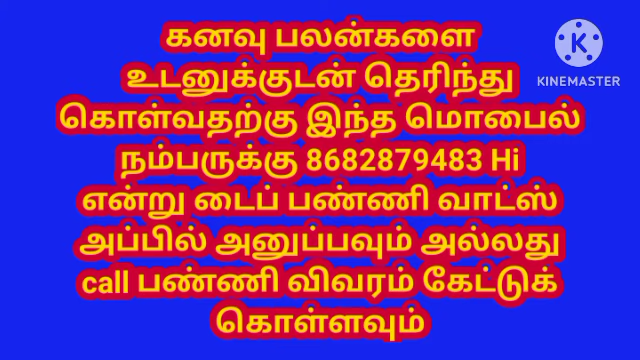 கனவு பலன்களை
உடனுக்குடன் தெரிந்து
கொள்வதற்கு இந்த மொபைல்
நம்பருக்கு 8682879483 Hi
என்று டைப் பண்ணி வாட்ஸ்
அப்பில் அனுப்பவும் அல்லது
call பண்ணி விவரம் கேட்டுக்
கொள்ளவும்
K
KINEMASTER